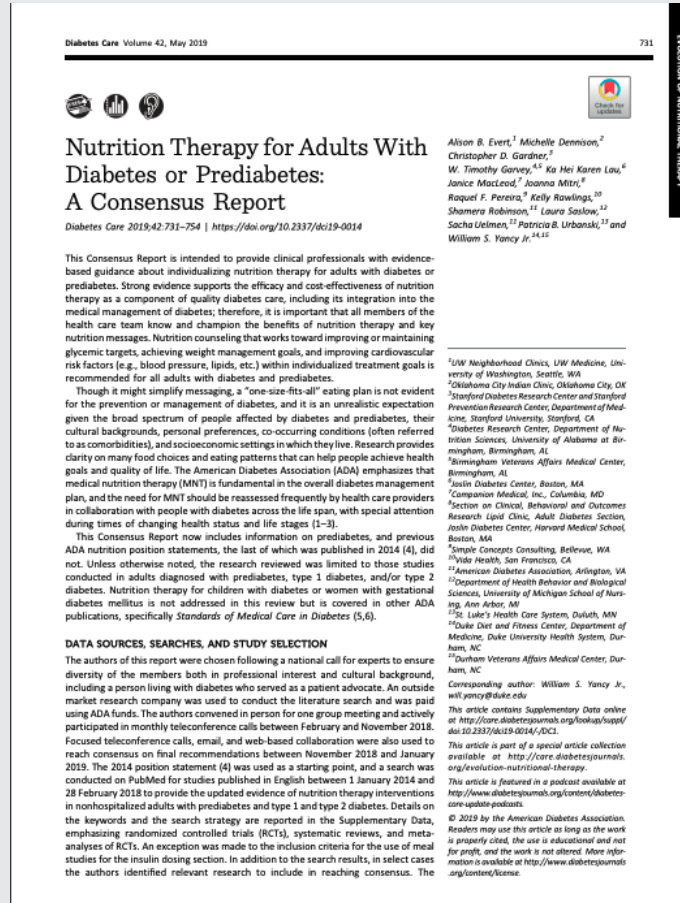 Diabetes Care Volume 42, May 2019
731
Check for
updates
Nutrition Therapy for Adults With
Diabetes or Prediabetes:
A Consensus Report
Diabetes Care 2019;42:731–754 | https://doi.org/10.2337/dci19-0014
Alison B. Evert,1 Michelle Dennison,2
Christopher D. Gardner,3
W. Timothy Garvey,4,5 Ka Hei Karen Lau,6
Janice MacLeod,7 Joanna Mitri,8
Raquel F. Pereira,9 Kelly Rawlings,10
Shamera Robinson,11 Laura Saslow,12
Sacha Uelmen,11 Patricia B. Urbanski,13 and
William S. Yancy Jr.14,15
This Consensus Report is intended to provide clinical professionals with evidence-
based guidance about individualizing nutrition therapy for adults with diabetes or
prediabetes. Strong evidence supports the efficacy and cost-effectiveness of nutrition
therapy as a component of quality diabetes care, including its integration into the
medical management of diabetes; therefore, it is important that all members of the
health care team know and champion the benefits of nutrition therapy and key
nutrition messages. Nutrition counseling that works toward improving or maintaining
glycemic targets, achieving weight management goals, and improving cardiovascular
risk factors (e.g., blood pressure, lipids, etc.) within individualized treatment goals is
recommended for all adults with diabetes and prediabetes.
Though it might simplify messaging, a "one-size-fits-all" eating plan is not evident
for the prevention or management of diabetes, and it is an unrealistic expectation
given the broad spectrum of people affected by diabetes and prediabetes, their
cultural backgrounds, personal preferences, co-occurring conditions (often referred
to as comorbidities), and socioeconomic settings in which they live. Research provides
clarity on many food choices and eating patterns that can help people achieve health
goals and quality of life. The American Diabetes Association (ADA) emphasizes that
medical nutrition therapy (MNT) is fundamental in the overall diabetes management
plan, and the need for MNT should be reassessed frequently by health care providers
in collaboration with people with diabetes across the life span, with special attention
during times of changing health status and life stages (1–3).
This Consensus Report now includes information on prediabetes, and previous
ADA nutrition position statements, the last of which was published in 2014 (4), did
not. Unless otherwise noted, the research reviewed was limited to those studies
conducted in adults diagnosed with prediabetes, type 1 diabetes, and/or type 2
diabetes. Nutrition therapy for children with diabetes or women with gestational
diabetes mellitus is not addressed in this review but is covered in other ADA
publications, specifically Standards of Medical Care in Diabetes (5,6).
DATA SOURCES, SEARCHES, AND STUDY SELECTION
The authors of this report were chosen following a national call for experts to ensure
diversity of the members both in professional interest and cultural background,
including a person living with diabetes who served as a patient advocate. An outside
market research company was used to conduct the literature search and was paid
using ADA funds. The authors convened in person for one group meeting and actively
participated in monthly teleconference calls between February and November 2018.
Focused teleconference calls, email, and web-based collaboration were also used to
reach consensus on final recommendations between November 2018 and January
2019. The 2014 position statement (4) was used as a starting point, and a search was
conducted on PubMed for studies published in English between 1 January 2014 and
28 February 2018 to provide the updated evidence of nutrition therapy interventions
in nonhospitalized adults with prediabetes and type 1 and type 2 diabetes. Details on
the keywords and the search strategy are reported in the Supplementary Data,
emphasizing randomized controlled trials (RCTs), systematic reviews, and meta-
analyses of RCTs. An exception was made to the inclusion criteria for the use of meal
studies for the insulin dosing section. In addition to the search results, in select cases
the authors identified relevant research to include in reaching consensus. The
1UW Neighborhood Clinics, UW Medicine, Uni-
versity of Washington, Seattle, WA
2Oklahoma City Indian Clinic, Oklahoma City, OK
3Stanford Diabetes Research Center and Stanford
Prevention Research Center, Department of Med-
icine, Stanford University, Stanford, CA
4Diabetes Research Center, Department of Nu-
trition Sciences, University of Alabama at Bir-
mingham, Birmingham, AL
5Birmingham Veterans Affairs Medical Center,
Birmingham, AL
6Joslin Diabetes Center, Boston, MA
7Companion Medical, Inc., Columbia, MD
8Section on Clinical, Behavioral and Outcomes
Research Lipid Clinic, Adult Diabetes Section,
Joslin Diabetes Center, Harvard Medical School,
Boston, MA
9Simple Concepts Consulting, Bellevue, WA
10Vida Health, San Francisco, CA
11American Diabetes Association, Arlington, VA
12Department of Health Behavior and Biological
Sciences, University of Michigan School of Nurs-
ing, Ann Arbor, MI
13St. Luke's Health Care System, Duluth, MN
14Duke Diet and Fitness Center, Department of
Medicine, Duke University Health System, Dur-
ham, NC
15Durham Veterans Affairs Medical Center, Dur-
ham, NC
Corresponding author: William S. Yancy Jr.,
will.yancy@duke.edu
This article contains Supplementary Data online
at http://care.diabetesjournals.org/lookup/suppl/
doi:10.2337/dci19-0014/-/DC1.
This article is part of a special article collection
available at http://care.diabetesjournals.
org/evolution-nutritional-therapy.
This article is featured in a podcast available at
http://www.diabetesjournals.org/content/diabetes-
core-update-podcasts.
© 2019 by the American Diabetes Association.
Readers may use this article as long as the work
is properly cited, the use is educational and not
for profit, and the work is not altered. More infor-
mation is available at http://www.diabetesjournals
.org/content/license.